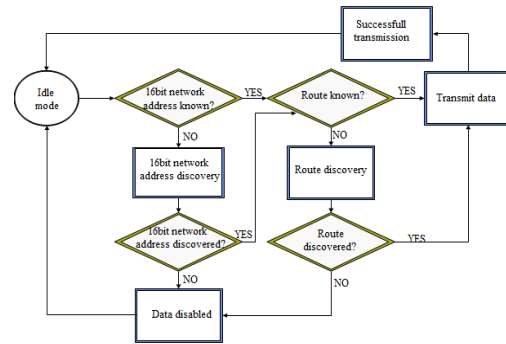 Successfull
transmission
Idle
mode
16bit network
address known?
YES
Route known?
YES
Transmit data
NO
NO
16bit network
address discovery
Route discovery
16bit network
address discovered?
YES
Route
discovered?
YES
NO
NO
Data disabled